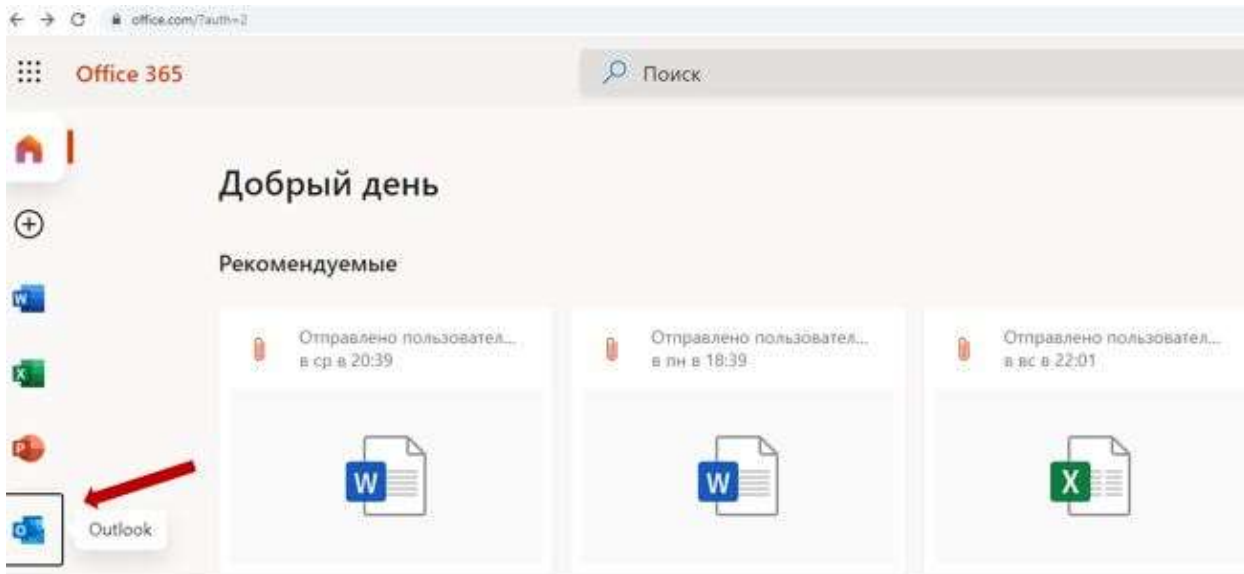 office.com/?auth=2
Office 365
Поиск
Добрый день
Рекомендуемые
Отправлено пользовател...
в ср в 20:39
Отправлено пользовател...
в пн в 18:39
Отправлено пользовател...
в вс в 22:01
W
X
P
W
W
X
O
Outlook